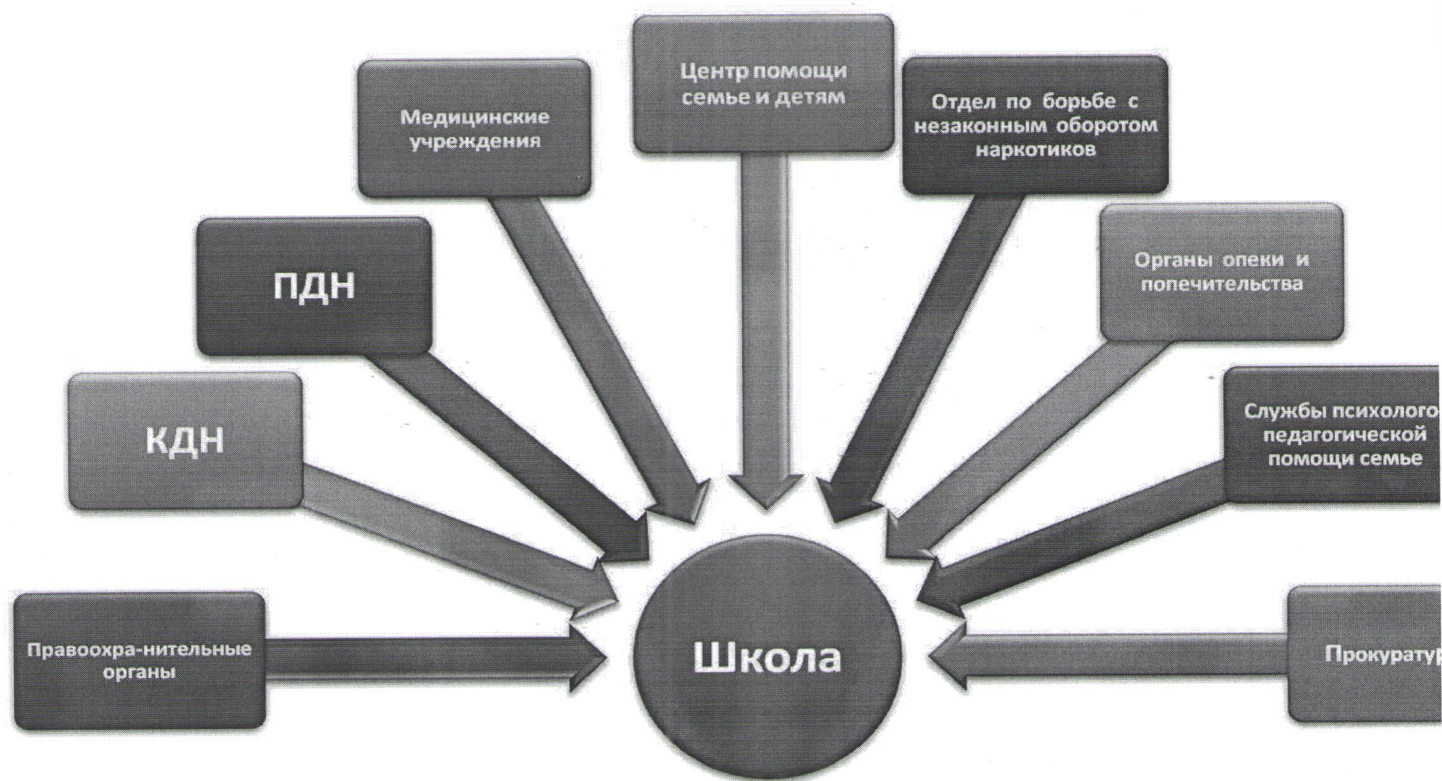 Центр помощи
семье и детям
Медицинские
учреждения
Отдел по борьбе с
незаконным оборотом
наркотиков
ПДН
Органы опеки и
попечительства
КДН
Службы психолого-
педагогической
помощи семье
Правоохра-нительные
органы
Школа
Прокуратур